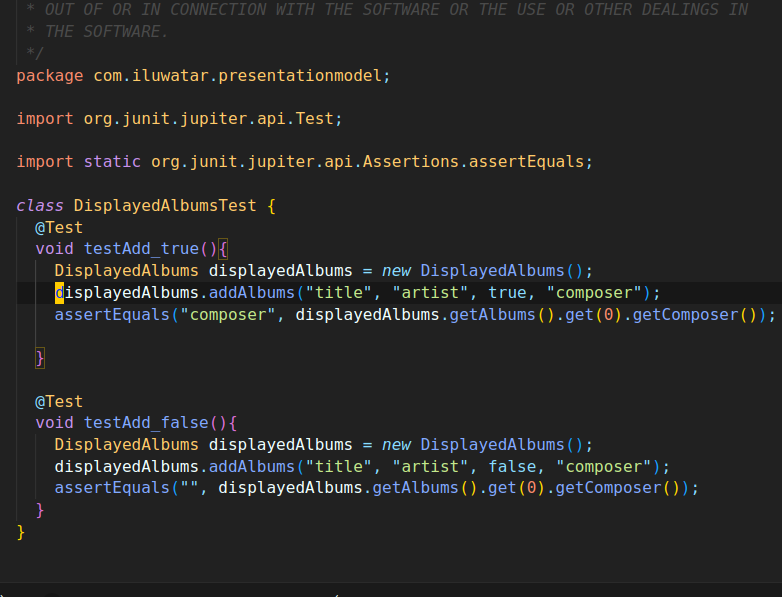 * OUT OF OR IN CONNECTION WITH THE SOFTWARE OR THE USE OR OTHER DEALINGS IN
* THE SOFTWARE.
*/
package com.iluwatar.presentationmodel;
import org.junit.jupiter.api.Test;
import static org.junit.jupiter.api.Assertions.assertEquals;
class DisplayedAlbumsTest {
@Test
void testAdd_true(){
DisplayedAlbums displayedAlbums = new DisplayedAlbums();
displayedAlbums.addAlbums("title", "artist", true, "composer");
assertEquals("composer", displayedAlbums.getAlbums().get(0).getComposer());
}
@Test
void testAdd_false(){
DisplayedAlbums displayedAlbums = new DisplayedAlbums();
displayedAlbums.addAlbums("title", "artist", false, "composer");
assertEquals("", displayedAlbums.getAlbums().get(0).getComposer());
}
}